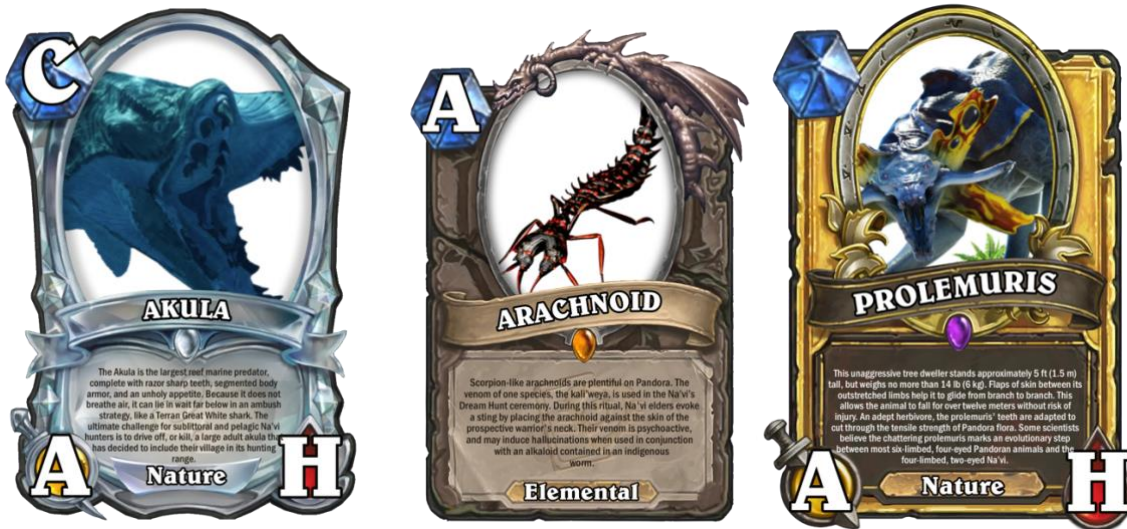 C
AKULA
The Akula is the largest reef marine predator,
complete with razor sharp teeth, segmented body
armor, and an unholy appetite. Because it does not
breathe air, it can lie in wait far below in an ambush
strategy, like a Terran Great White shark. The
ultimate challenge for sublittoral and pelagic Na'vi
hunters is to drive off, or kill, a large adult akula
has decided to include their village in its hunting
range.
A
Nature
H
A
ARACHNOID
Scorpion-like arachnoids are plentiful on Pandora. The
venom of one species, the kali'weya, is used in the Na'vi's
Dream Hunt ceremony. During this ritual, Na'vi elders evoke
a sting by placing the arachnoid against the skin of the
prospective warrior's neck. Their venom is psychoactive,
and may induce hallucinations when used in conjunction
with an alkaloid contained in an indigenous
worm.
Elemental
PROLEMURIS
This unaggressive tree dweller stands approximately 5 ft (1.5 m)
tall, but weighs no more than 14 lb (6 kg). Flaps of skin between its
outstretched limbs help it to glide from branch to branch. This
allows the animal to fall for over twelve meters without risk of
injury. An adept herbivore, the prolemuris' teeth are adapted to
cut through the tensile strength of Pandora flora. Some scientists
believe the chattering prolemuris marks an evolutionary step
between most six-limbed, four-eyed Pandoran animals and the
four-limbed, two-eyed Na'vi.
A
Nature
H